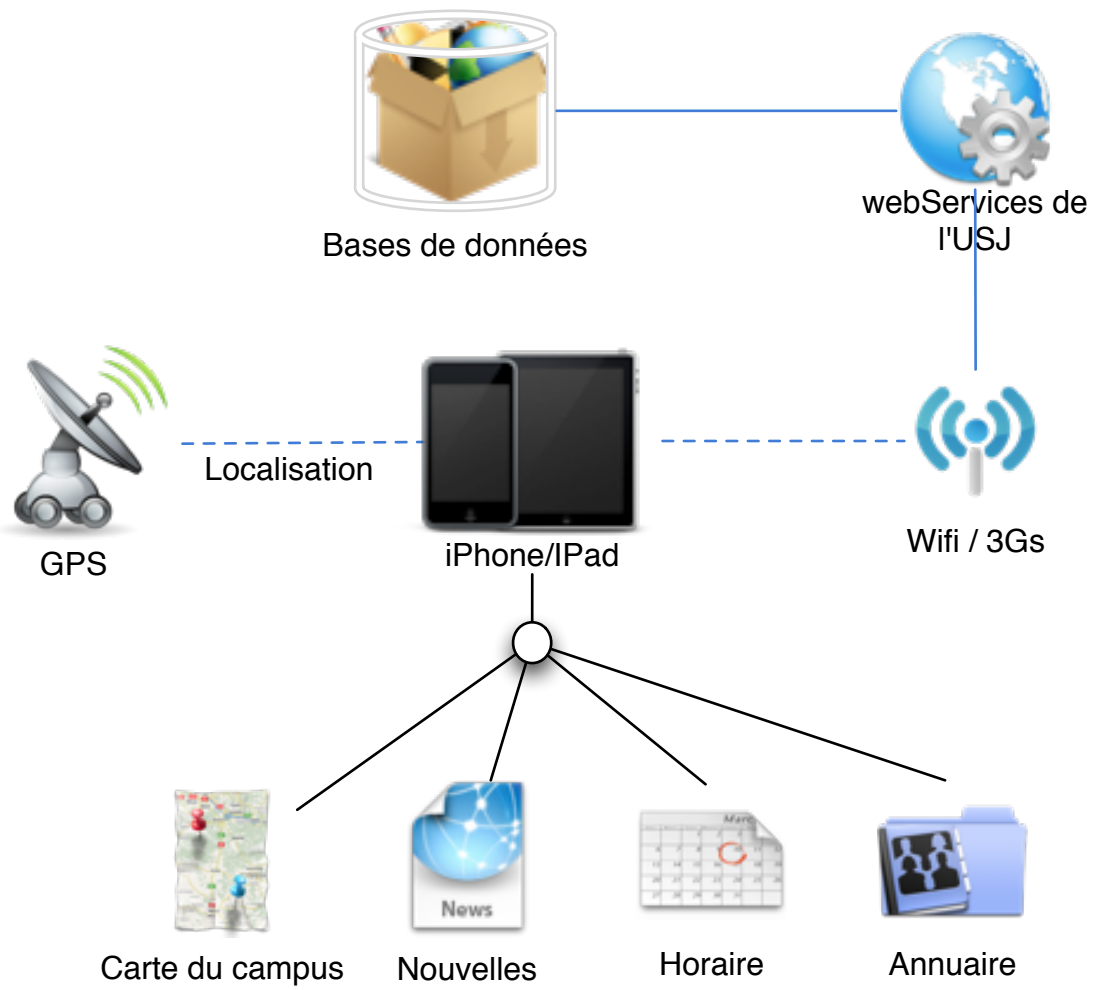 webServices de
l'USJ
Bases de données
Localisation
GPS
iPhone/IPad
Wifi / 3Gs
News
Carte du campus
Nouvelles
Horaire
Annuaire